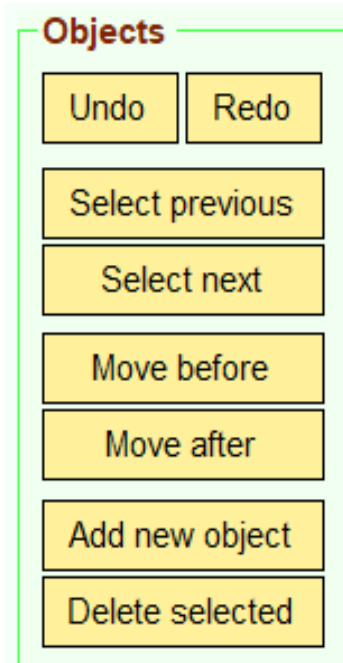 Objects
Undo Redo
Select previous
Select next
Move before
Move after
Add new object
Delete selected